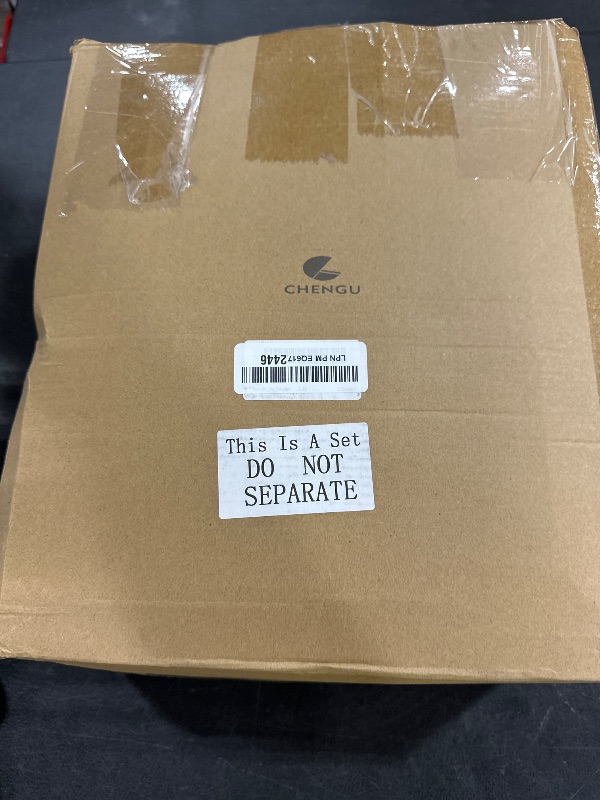 CHENGU
LPN PM EQ6172446
This Is A Set
DO NOT
SEPARATE